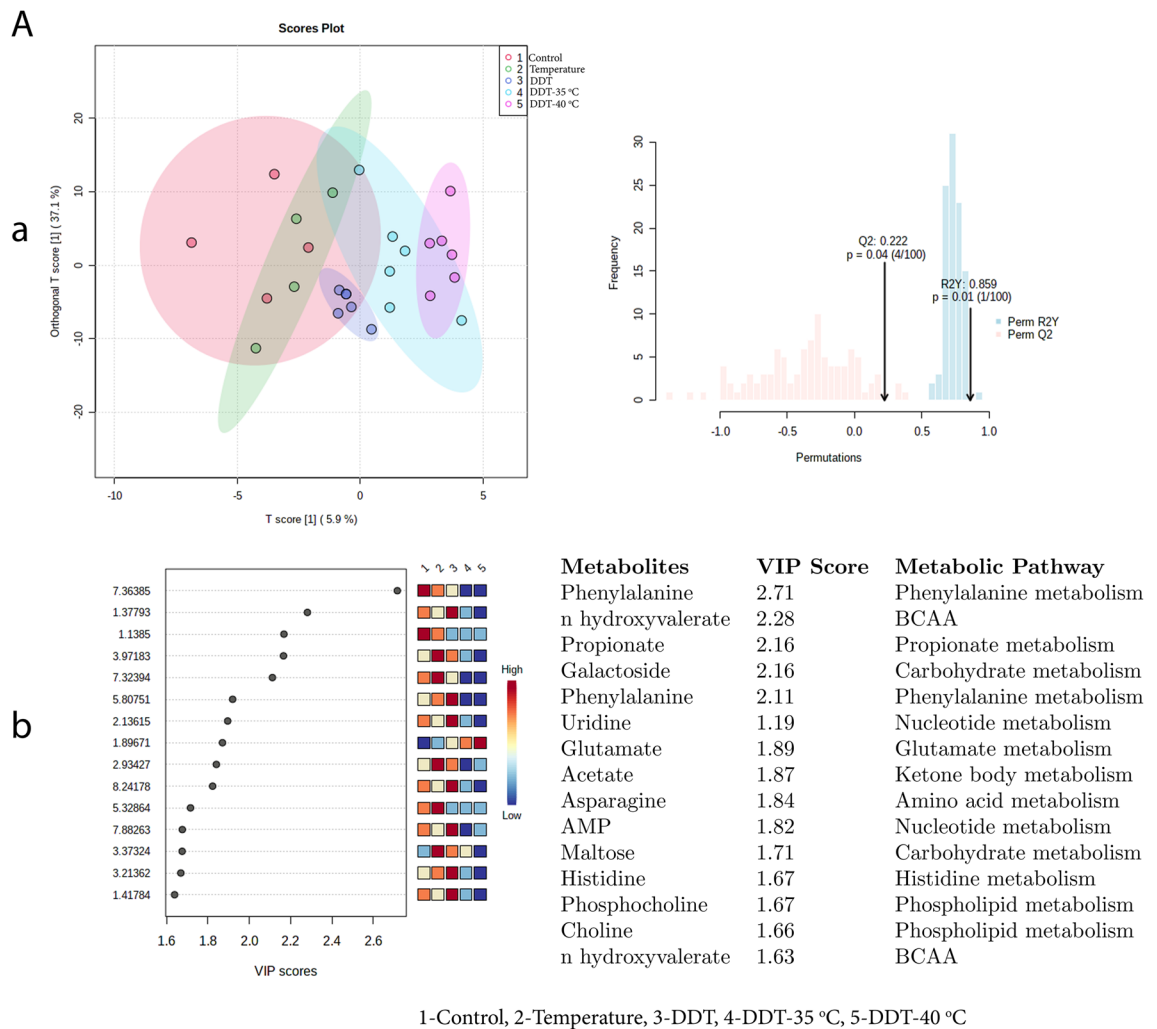 A
a
Scores Plot
1 Control
2 Temperature
3 DDT
4 DDT-35 °C
5 DDT-40 °C
Orthogonal T score [1] ( 37.1 %)
20
10
0
-10
-20
-10
-5
0
5
T score [1] ( 5.9 %)
Frequency
30
25
20
15
10
5
0
Q2: 0.222
p = 0.04 (4/100)
R2Y: 0.859
p = 0.01 (1/100)
Perm R2Y
Perm Q2
-1.0
-0.5
0.0
0.5
1.0
Permutations
b
1 2 3 4 5
7.36385
1.37793
1.1385
3.97183
7.32394
5.80751
2.13615
1.89671
2.93427
8.24178
5.32864
7.88263
3.37324
3.21362
1.41784
High
Low
1.6
1.8
2.0
2.2
2.4
2.6
VIP scores
Metabolites VIP Score Metabolic Pathway
Phenylalanine 2.71 Phenylalanine metabolism
n hydroxyvalerate 2.28 BCAA
Propionate 2.16 Propionate metabolism
Galactoside 2.16 Carbohydrate metabolism
Phenylalanine 2.11 Phenylalanine metabolism
Uridine 1.19 Nucleotide metabolism
Glutamate 1.89 Glutamate metabolism
Acetate 1.87 Ketone body metabolism
Asparagine 1.84 Amino acid metabolism
AMP 1.82 Nucleotide metabolism
Maltose 1.71 Carbohydrate metabolism
Histidine 1.67 Histidine metabolism
Phosphocholine 1.67 Phospholipid metabolism
Choline 1.66 Phospholipid metabolism
n hydroxyvalerate 1.63 BCAA
1-Control, 2-Temperature, 3-DDT, 4-DDT-35 °C, 5-DDT-40 °C